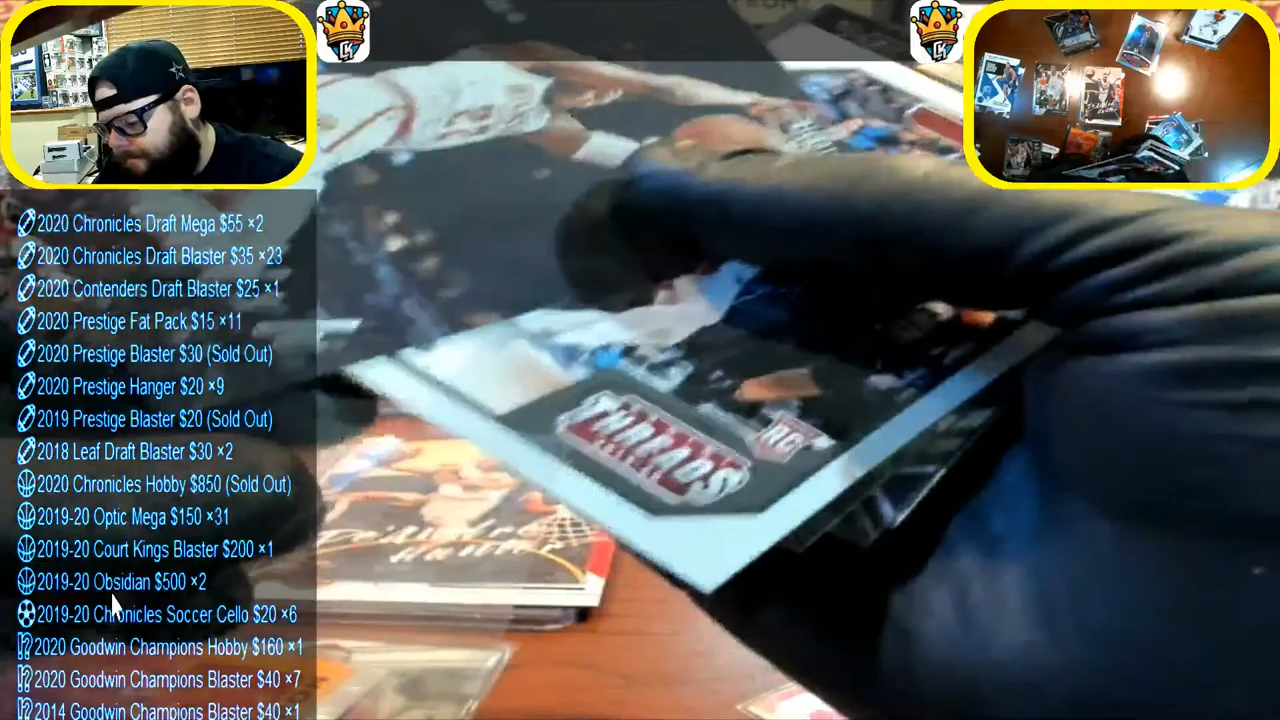 2020 Chronicles Draft Mega $55 ×2
2020 Chronicles Draft Blaster $35 ×23
2020 Contenders Draft Blaster $25 ×1
2020 Prestige Fat Pack $15 ×11
2020 Prestige Blaster $30 (Sold Out)
2020 Prestige Hanger $20 ×9
2019 Prestige Blaster $20 (Sold Out)
2018 Leaf Draft Blaster $30 ×2
2020 Chronicles Hobby $850 (Sold Out)
2019-20 Optic Mega $150 ×31
2019-20 Court Kings Blaster $200 ×1
2019-20 Obsidian $500 ×2
2019-20 Chronicles Soccer Cello $20 ×6
2020 Goodwin Champions Hobby $160 ×1
2020 Goodwin Champions Blaster $40 ×7
2014 Goodwin Champions Blaster $40 ×1
THREADS
RC
De'Andre
Hunter